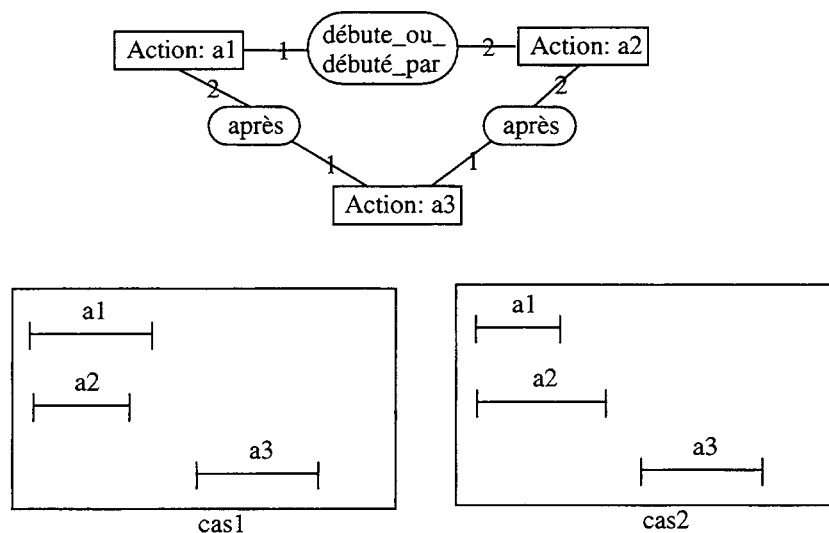 Action: a1
1
débute_ou_
débuté_par
2
Action: a2
2
après
1
2
après
1
Action: a3
a1
a2
a3
cas1
a1
a2
a3
cas2